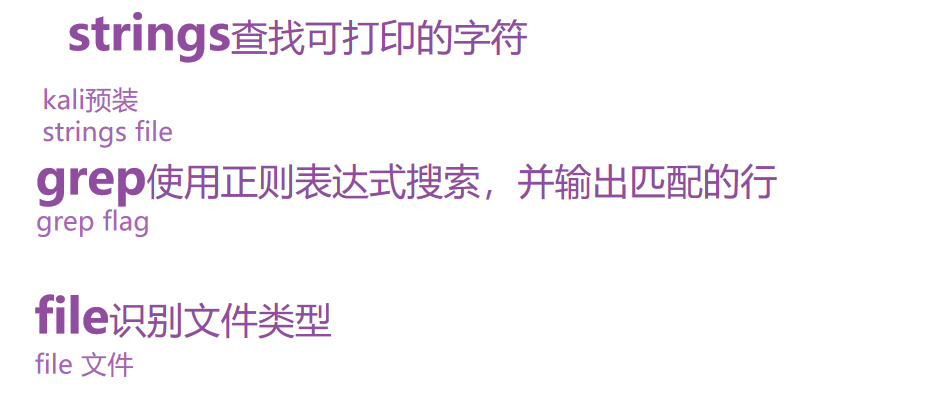 strings查找可打印的字符
kali预装
strings file
grep使用正则表达式搜索，并输出匹配的行
grep flag
file识别文件类型
file 文件